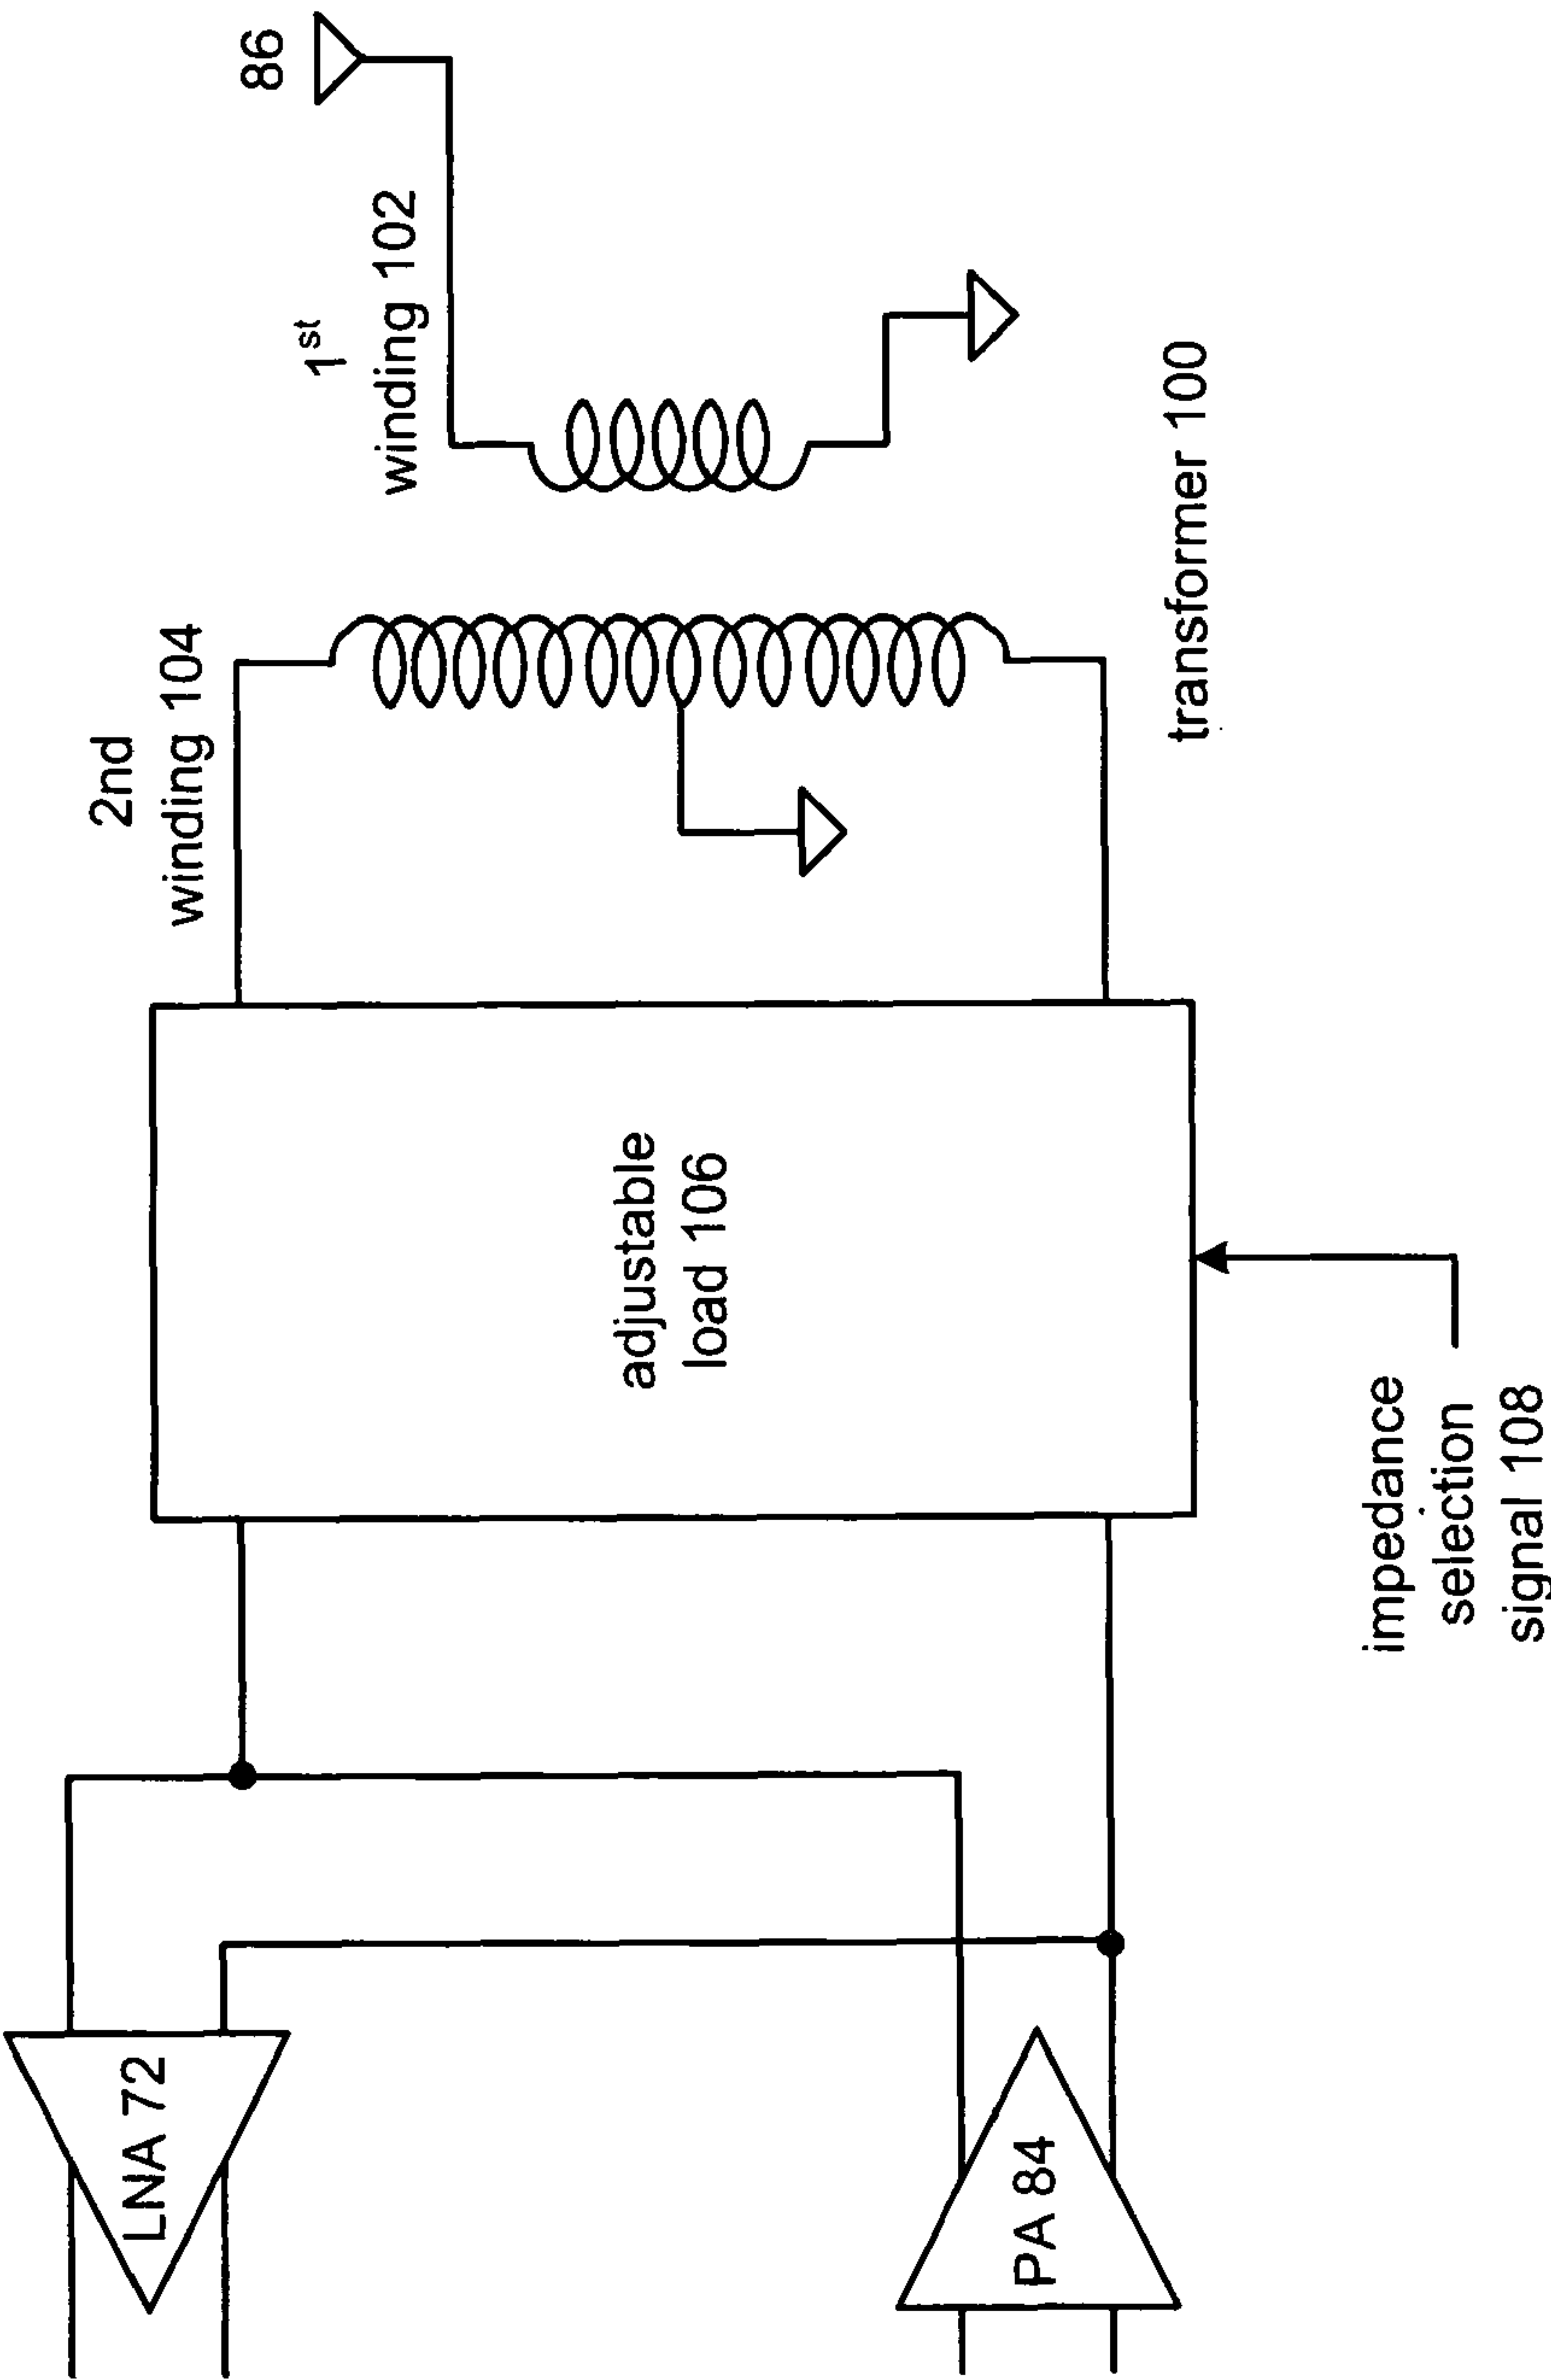 LNA 72
PA 84
adjustable
load 106
impedance
selection
signal 108
2nd
winding 104
1st
winding 102
86
transformer 100